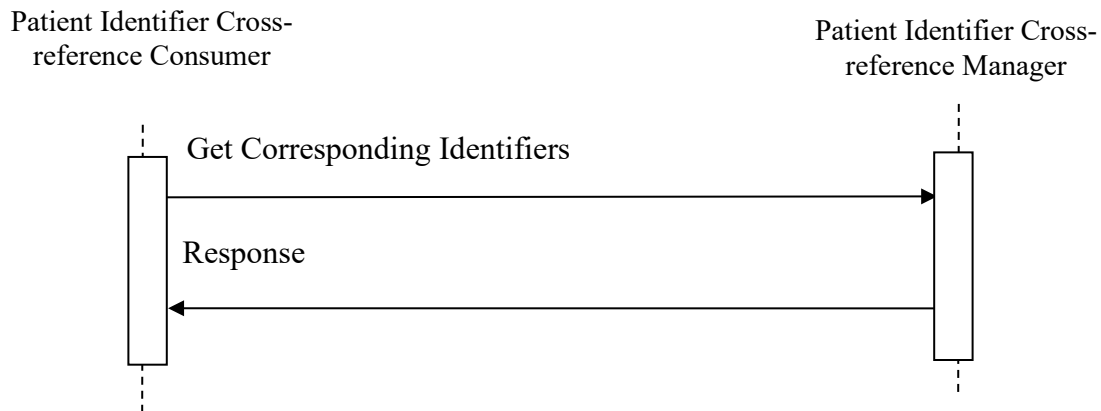 Patient Identifier Cross-
reference Consumer
Patient Identifier Cross-
reference Manager
Get Corresponding Identifiers
Response